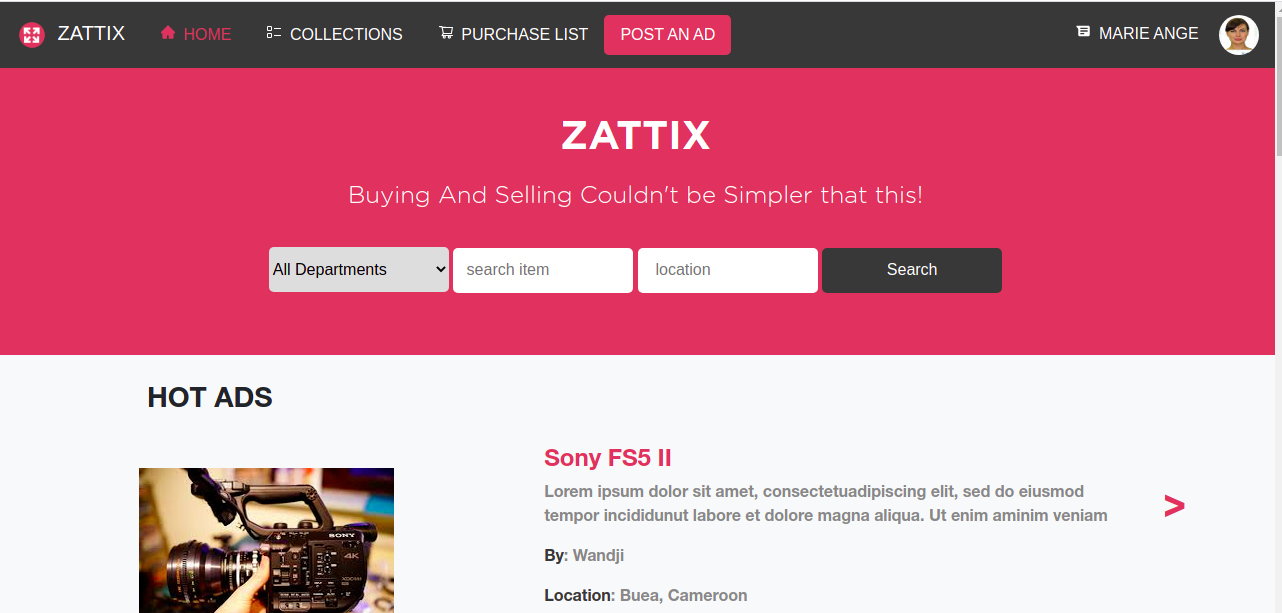 ZATTIX HOME COLLECTIONS PURCHASE LIST POST AN AD MARIE ANGE
ZATTIX
Buying And Selling Couldn't be Simpler that this!
All Departments search item location Search
HOT ADS
Sony FS5 II
Lorem ipsum dolor sit amet, consectetuadipiscing elit, sed do eiusmod
tempor incididunut labore et dolore magna aliqua. Ut enim aminim veniam
>
By: Wandji
Location: Buea, Cameroon
SONY
4K